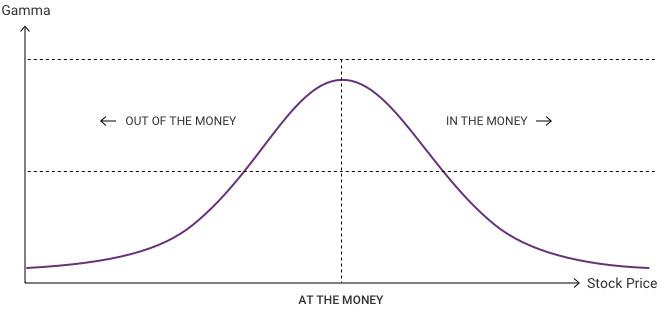 Gamma
OUT OF THE MONEY
IN THE MONEY
Stock Price
AT THE MONEY